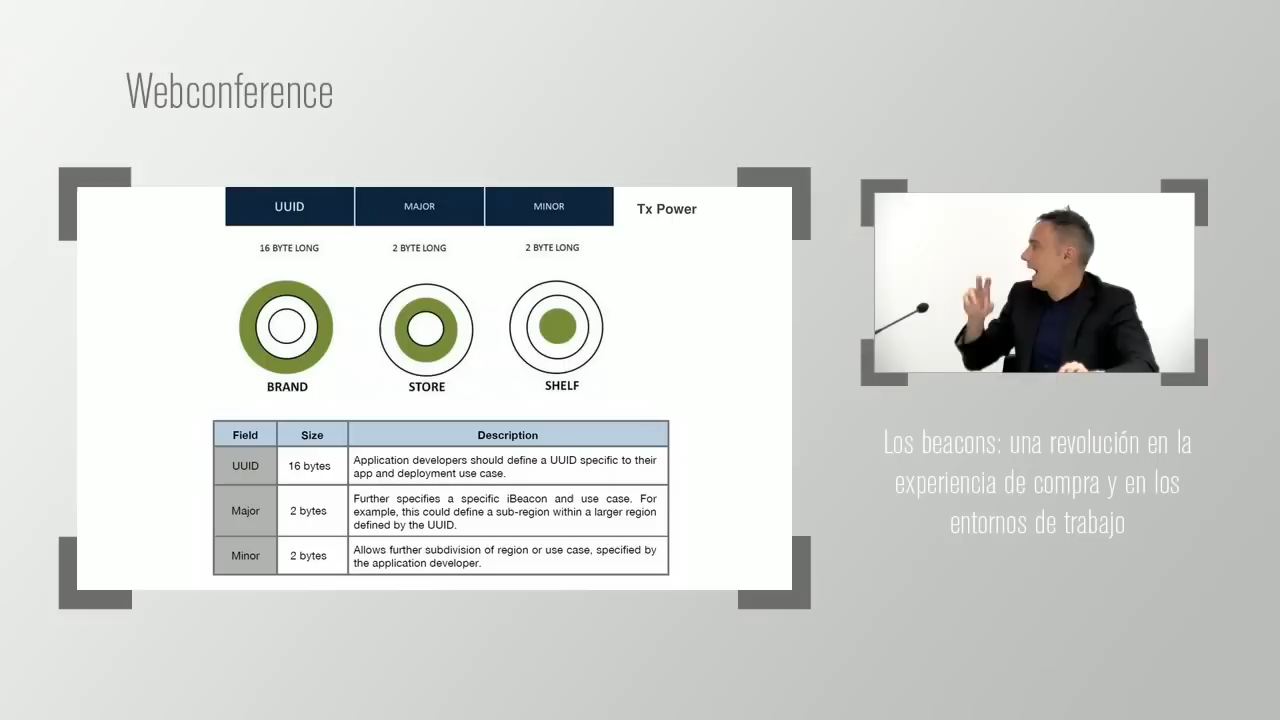 Webconference
UUID
MAJOR
MINOR
Tx Power
16 BYTE LONG
2 BYTE LONG
2 BYTE LONG
BRAND
STORE
SHELF
Field
Size
Description
UUID
16 bytes
Application developers should define a UUID specific to their
app and deployment use case.
Major
2 bytes
Further specifies a specific iBeacon and use case. For
example, this could define a sub-region within a larger region
defined by the UUID.
Minor
2 bytes
Allows further subdivision of region or use case, specified by
the application developer.
Los beacons: una revolución en la
experiencia de compra y en los
entornos de trabajo